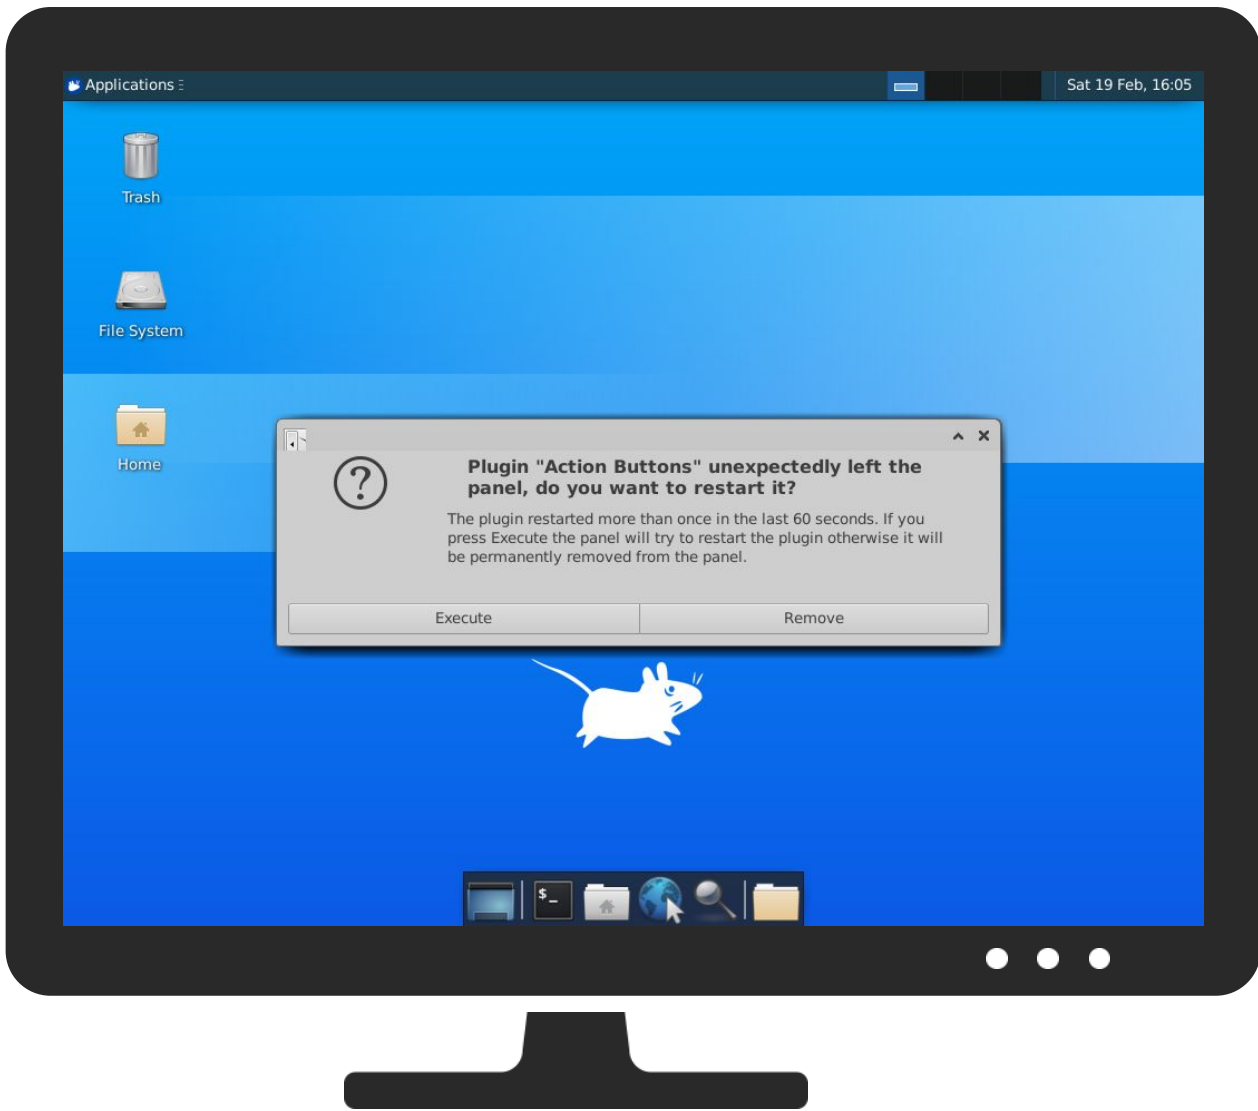 Applications
Sat 19 Feb, 16:05
Trash
File System
Home
Plugin "Action Buttons" unexpectedly left the
panel, do you want to restart it?
The plugin restarted more than once in the last 60 seconds. If you
press Execute the panel will try to restart the plugin otherwise it will
be permanently removed from the panel.
Execute
Remove
$_